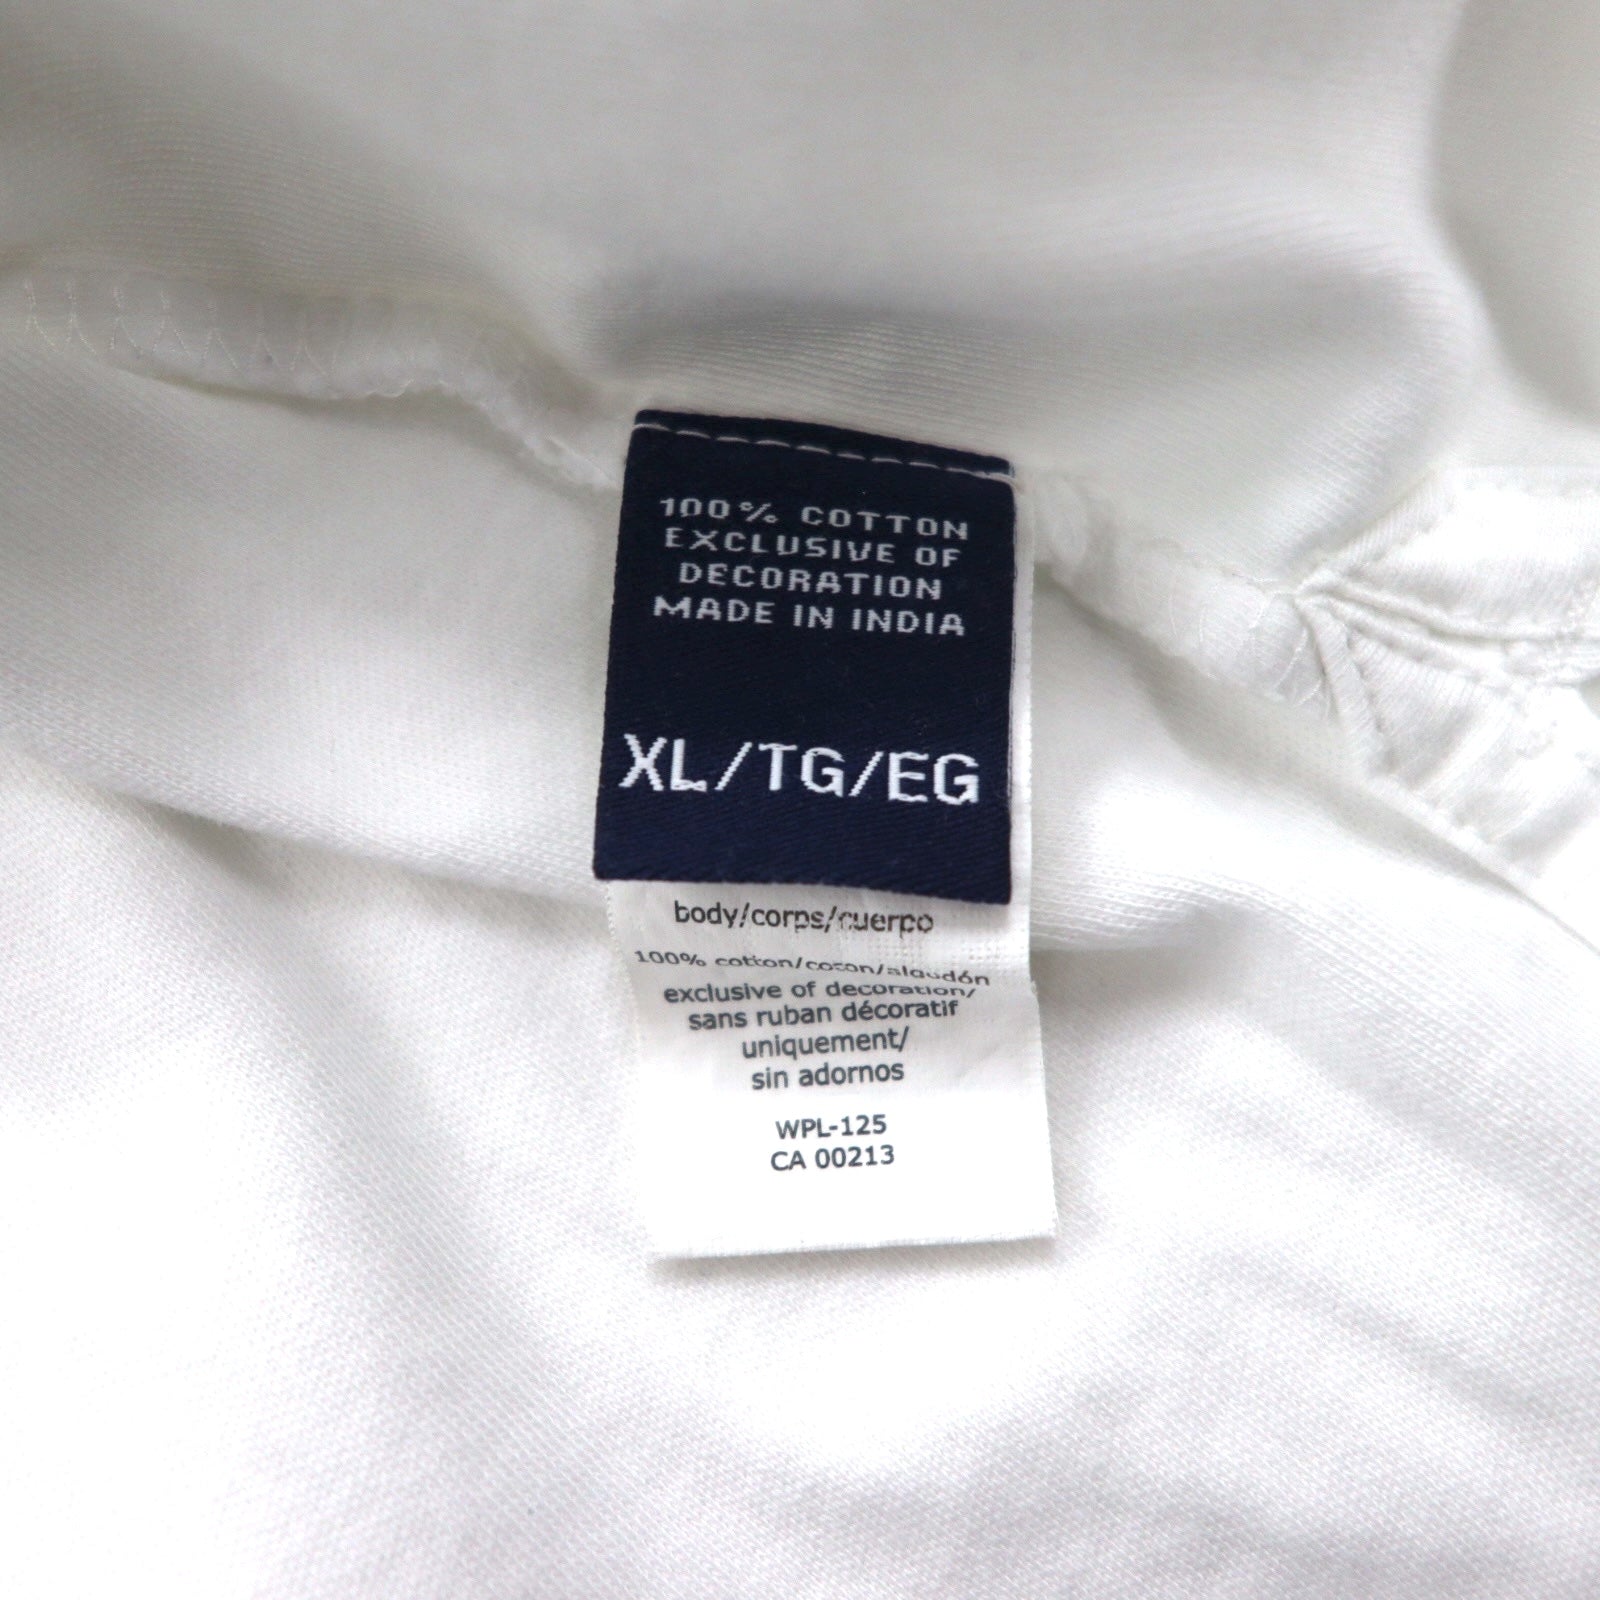 100% COTTON
EXCLUSIVE OF
DECORATION
MADE IN INDIA
XL/TG/EG
body/corps/cuerpo
100% cotton/coton/algodón
exclusive of decoration/
sans ruban décoratif
uniquement/
sin adornos
WPL-125
CA 00213